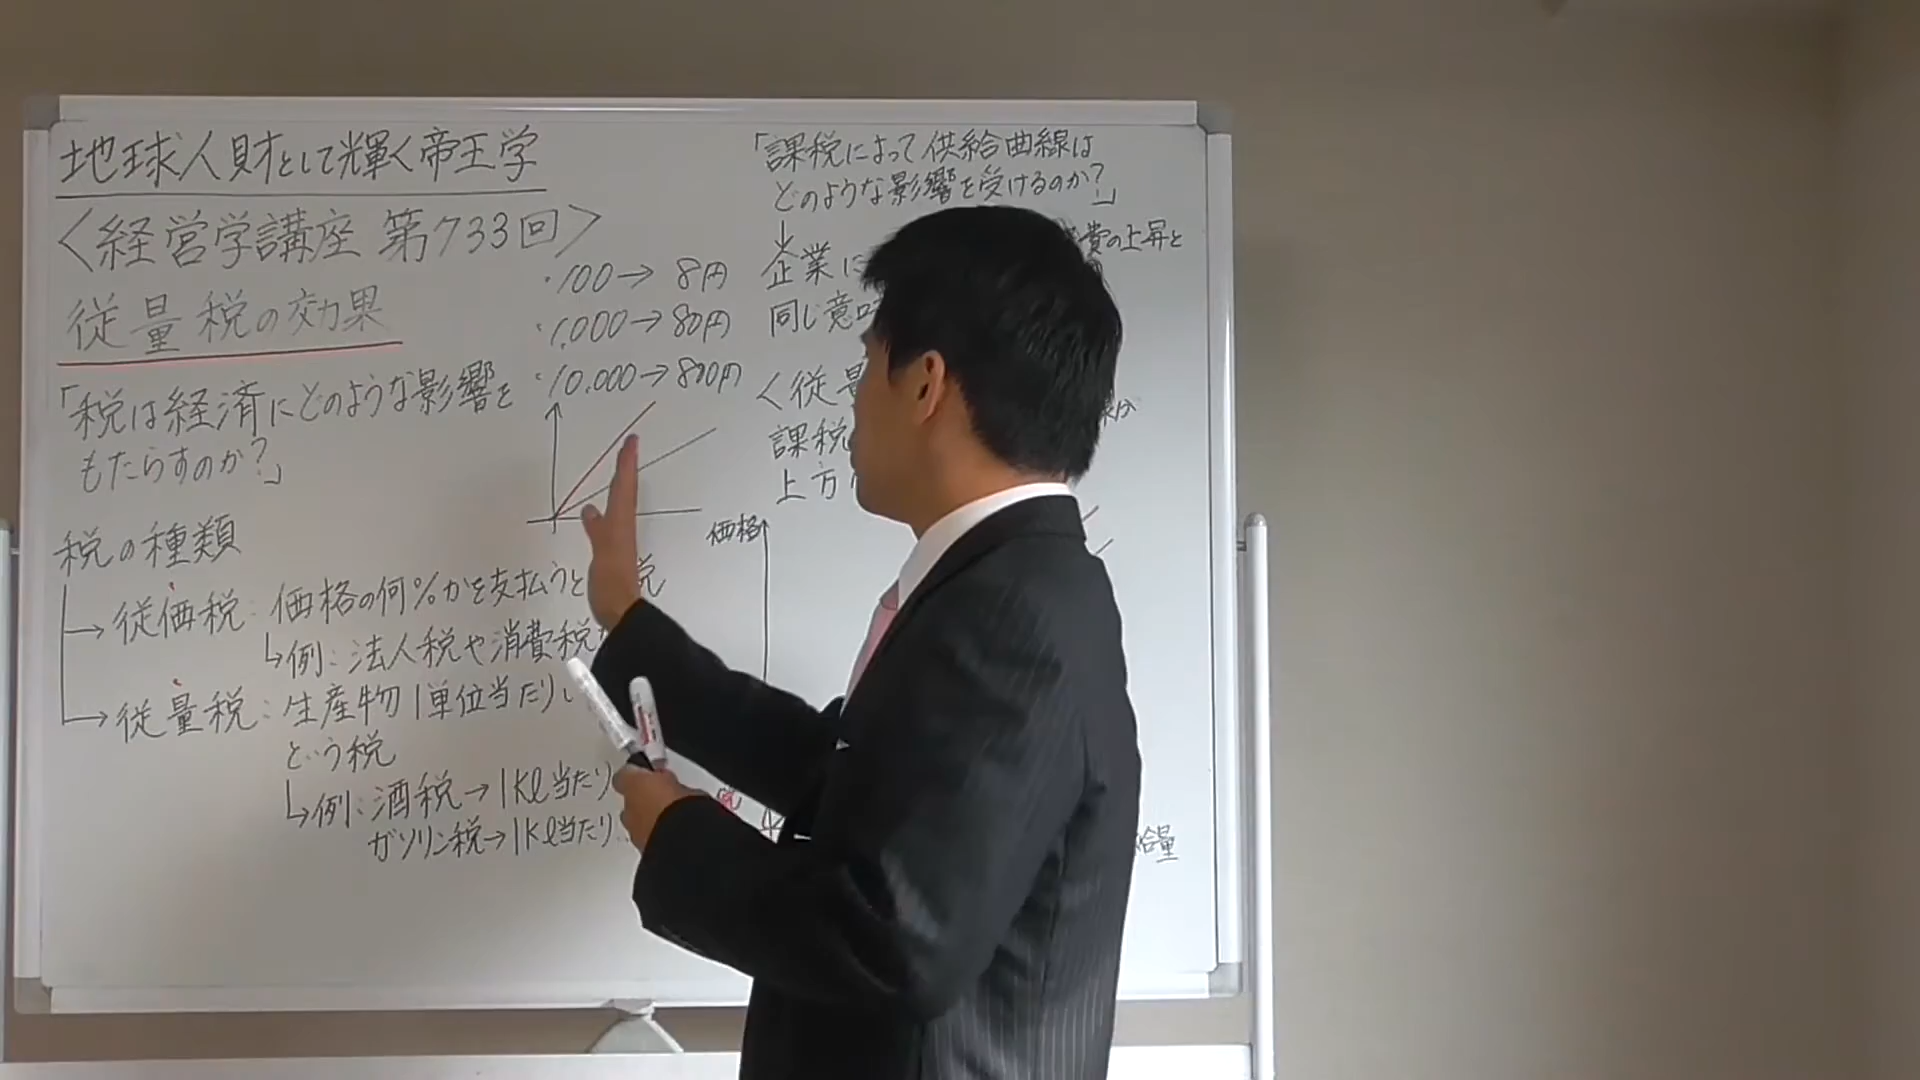 地球人財として輝く帝王学
<経営学講座 第733回>
従量税の効果
「税は経済にどのような影響を
もたらすのか?」
税の種類
→従価税:価格の何%かを支払うと 税
↳例:法人税や消費税
→従量税:生産物1単位当たり
という税
↳例:酒税→1kl当たり
ガソリン税→1kl当たり
・100→ 8円
・1,000→80円
・10,000→800円
「課税によって供給曲線は
どのような影響を受けるのか?」
↓
企業に 費の上昇と
同じ意味
<従量
課税
上方
価格
給量